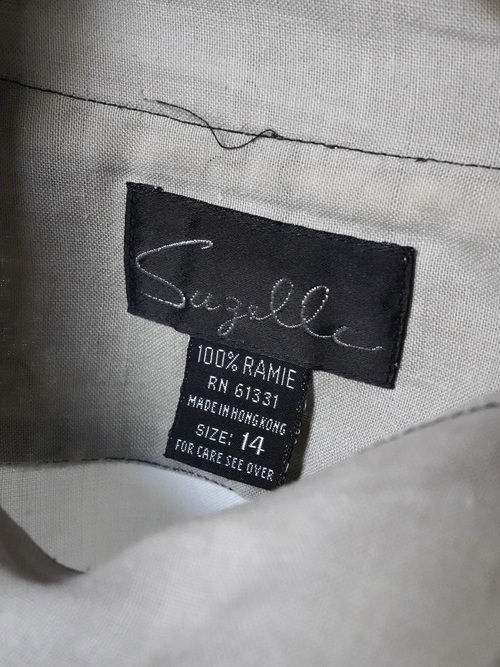 Suzelle
100% RAMIE
RN 61331
MADE IN HONG KONG
SIZE: 14
FOR CARE SEE OVER